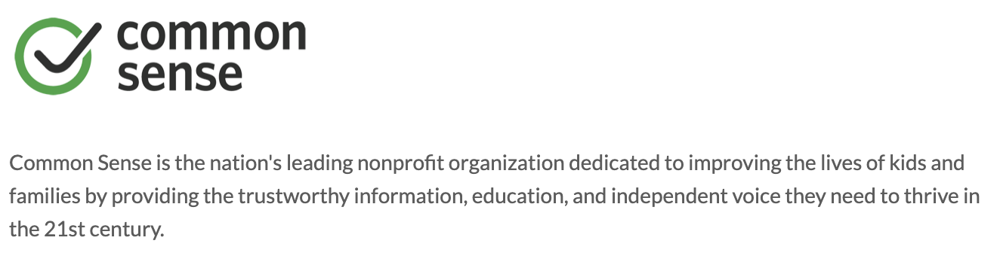 common
sense
Common Sense is the nation's leading nonprofit organization dedicated to improving the lives of kids and
families by providing the trustworthy information, education, and independent voice they need to thrive in
the 21st century.